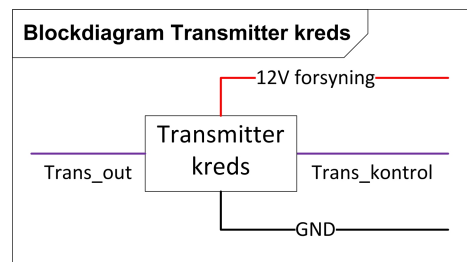 Blockdiagram Transmitter kreds
12V forsyning
Transmitter
kreds
Trans_out
Trans_kontrol
GND